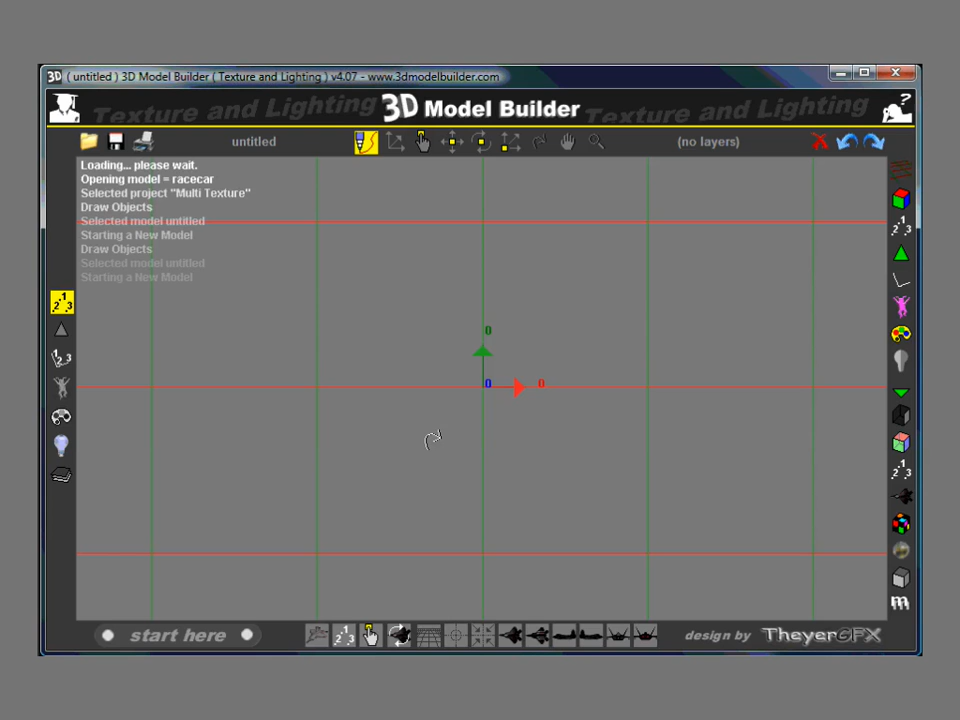 3D ( untitled ) 3D Model Builder ( Texture and Lighting ) v4.07 - www.3dmodelbuilder.com
Texture and Lighting 3D Model Builder Texture and Lighting
untitled (no layers)
Loading... please wait.
Opening model = racecar
Selected project "Multi Texture"
Draw Objects
Selected model untitled
Starting a New Model
Draw Objects
Selected model untitled
Starting a New Model
0
0 0
start here
design by TheyerGFX